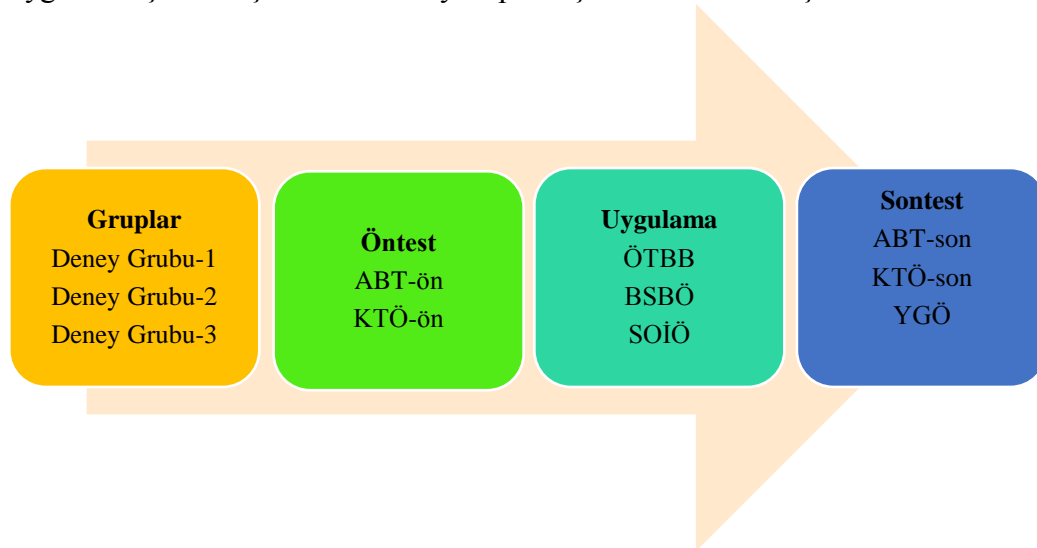 Gruplar
Deney Grubu-1
Deney Grubu-2
Deney Grubu-3
Öntest
ABT-ön
KTÖ-ön
Uygulama
ÖTBB
BSBÖ
SOİÖ
Sontest
ABT-son
KTÖ-son
YGÖ